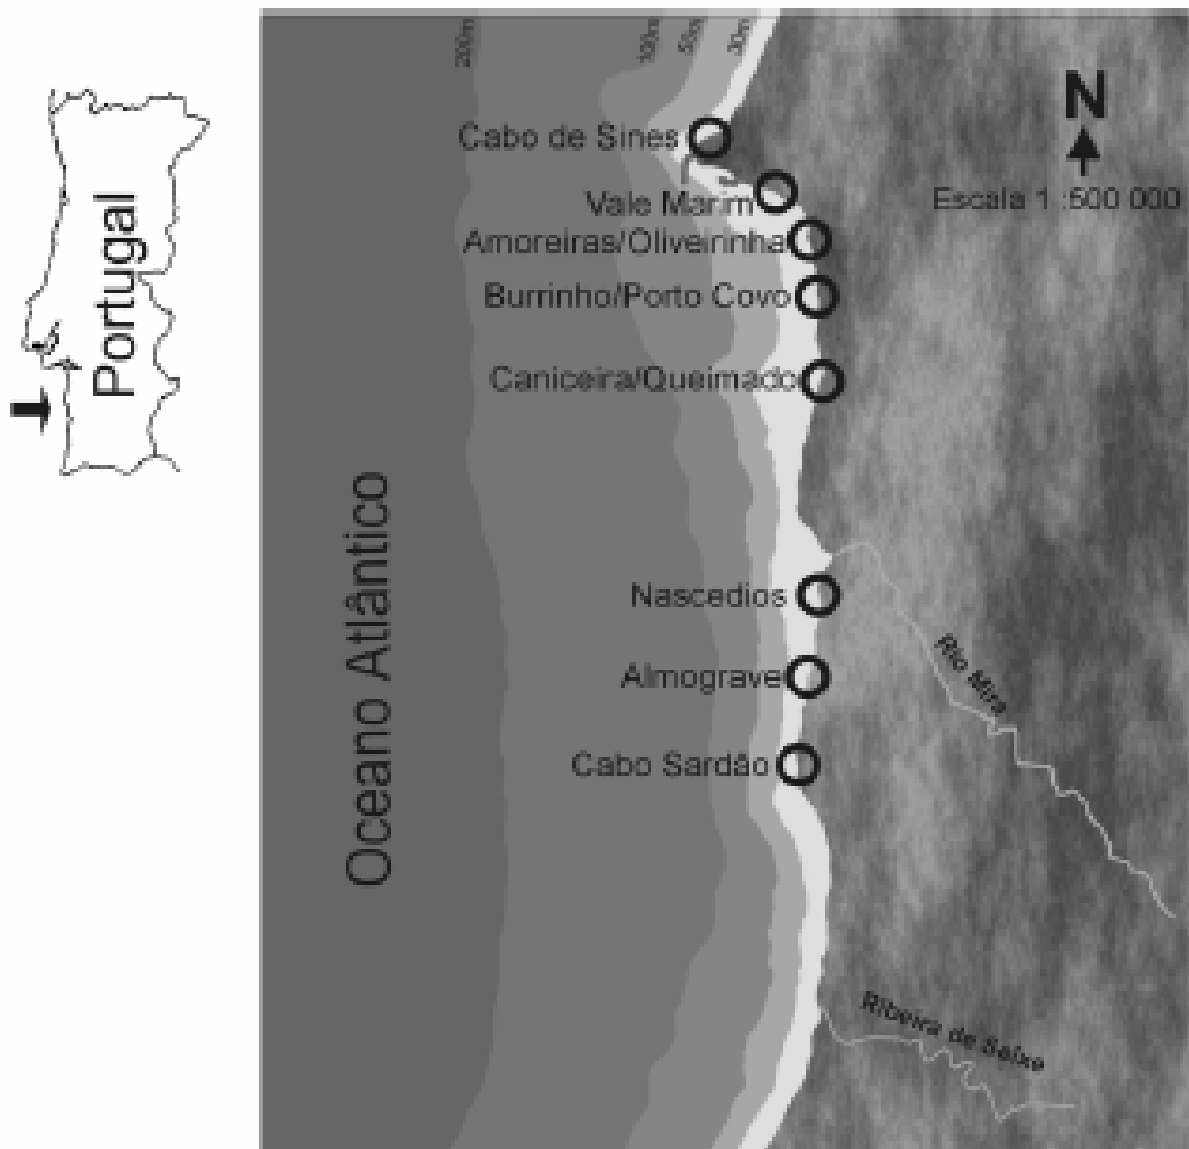 200m
100m
50m
30m
N
Cabo de Sines
Escala 1 :500 000
Vale Marim
Amoreiras/Oliveirinha
Burrinho/Porto Covo
Caniceira/Queimado
Portugal
Oceano Atlântico
Nascedios
Almograve
Rio Mira
Cabo Sardão
Ribeira de Seixe